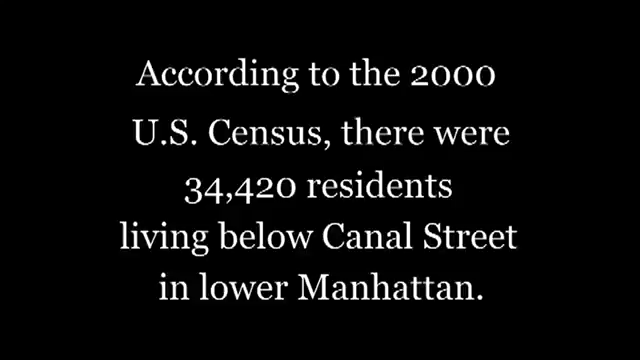 According to the 2000
U.S. Census, there were
34,420 residents
living below Canal Street
in lower Manhattan.